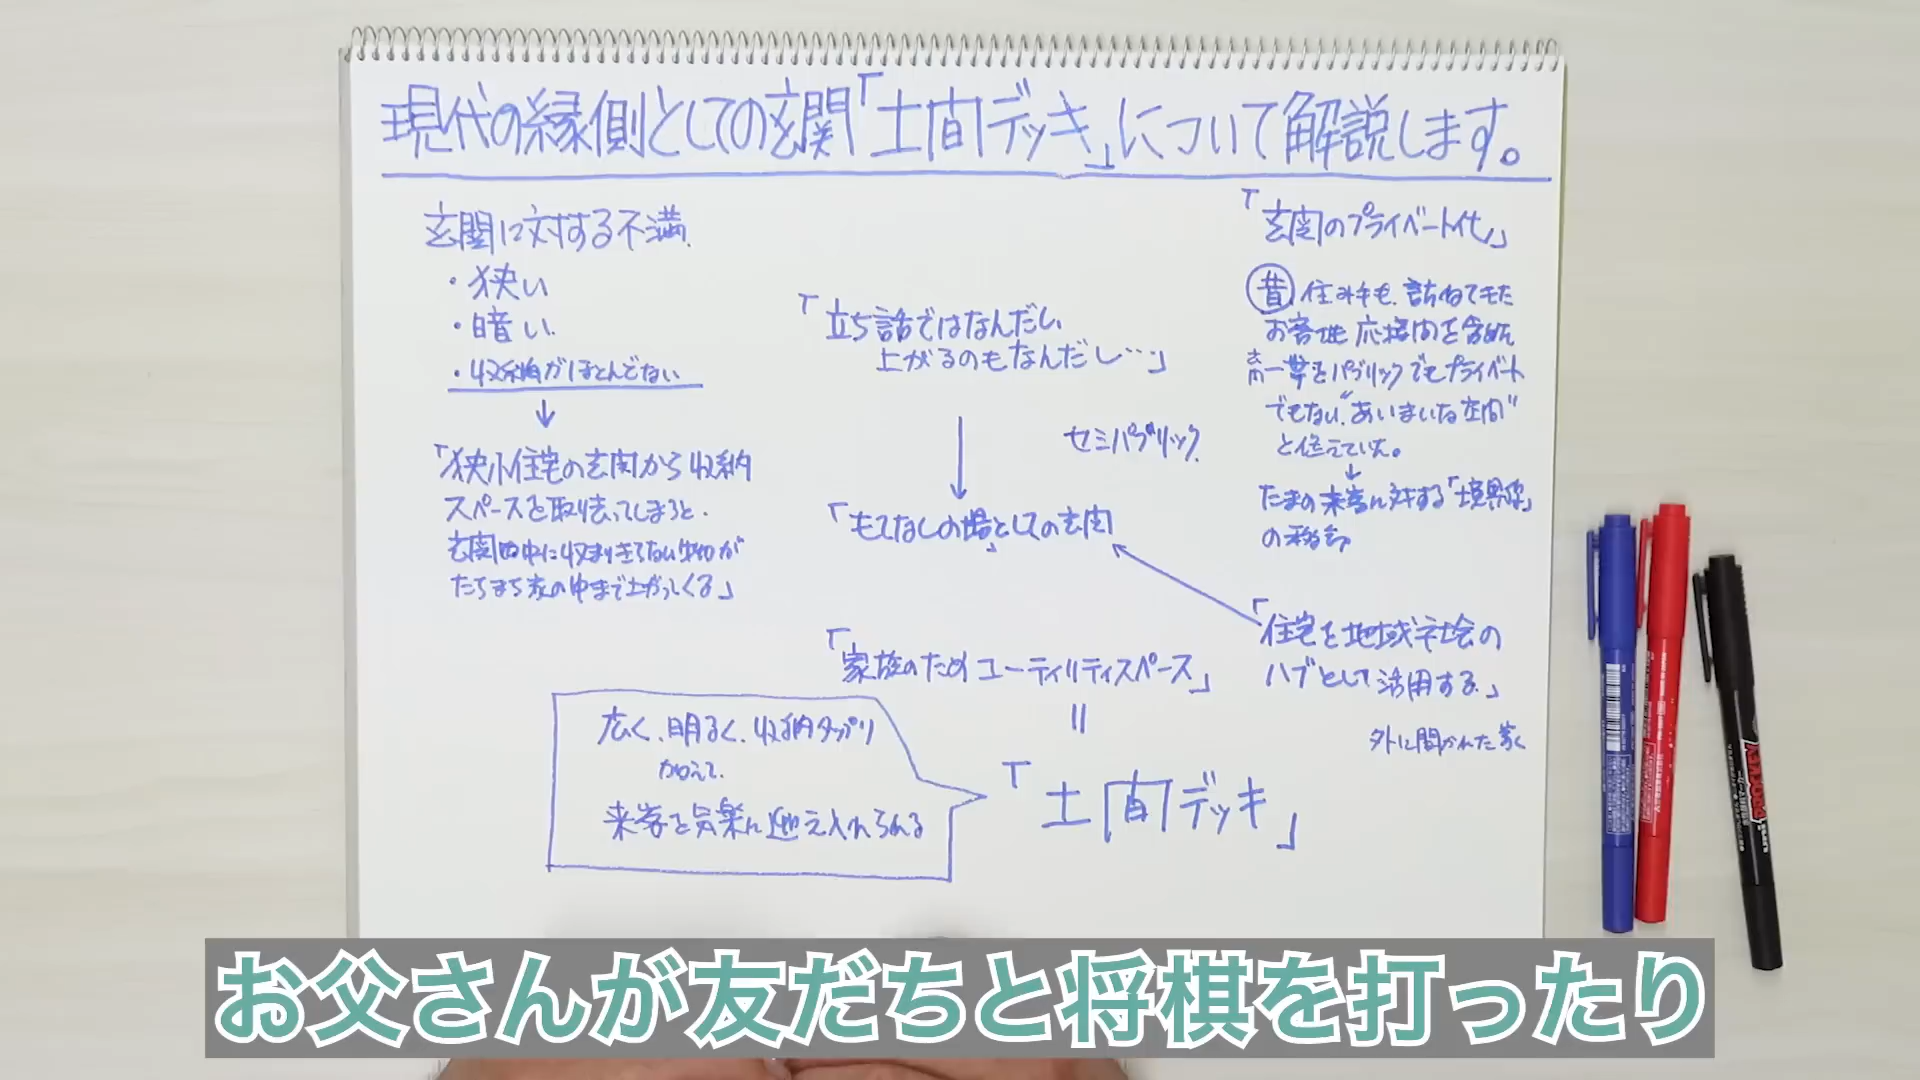 現代の縁側としての玄関「土間デッキ」について解説します。
玄関に対する不満
・狭い
・暗い
・収納がほとんどない
↓
「狭小住宅の玄関から収納
スペースを取り去ってしまうと、
玄関の中に収まりきらない物が
たちまち家の中まで上がってくる」
「立ち話ではなんだし、
上がるのもなんだし…」
↓
セミパブリック
「もてなしの場」としての玄関
「家族のためユーティリティスペース」
=
「土間デッキ」
広く、明るく、収納タップリ
加えて、
来客を気楽に迎え入れられる
「玄関のプライベート化」
昔 住み手も、訪ねてきた
お客も 応接間を含めた
玄関一帯をパブリックでもプライベート
でもない、“あいまいな空間”
と伝えていた。
↓
たまの来客に対する「境界線」
の
「住宅を地域社会の
ハブとして活用する。」
外に開かれた家
お父さんが友だちと将棋を打ったり